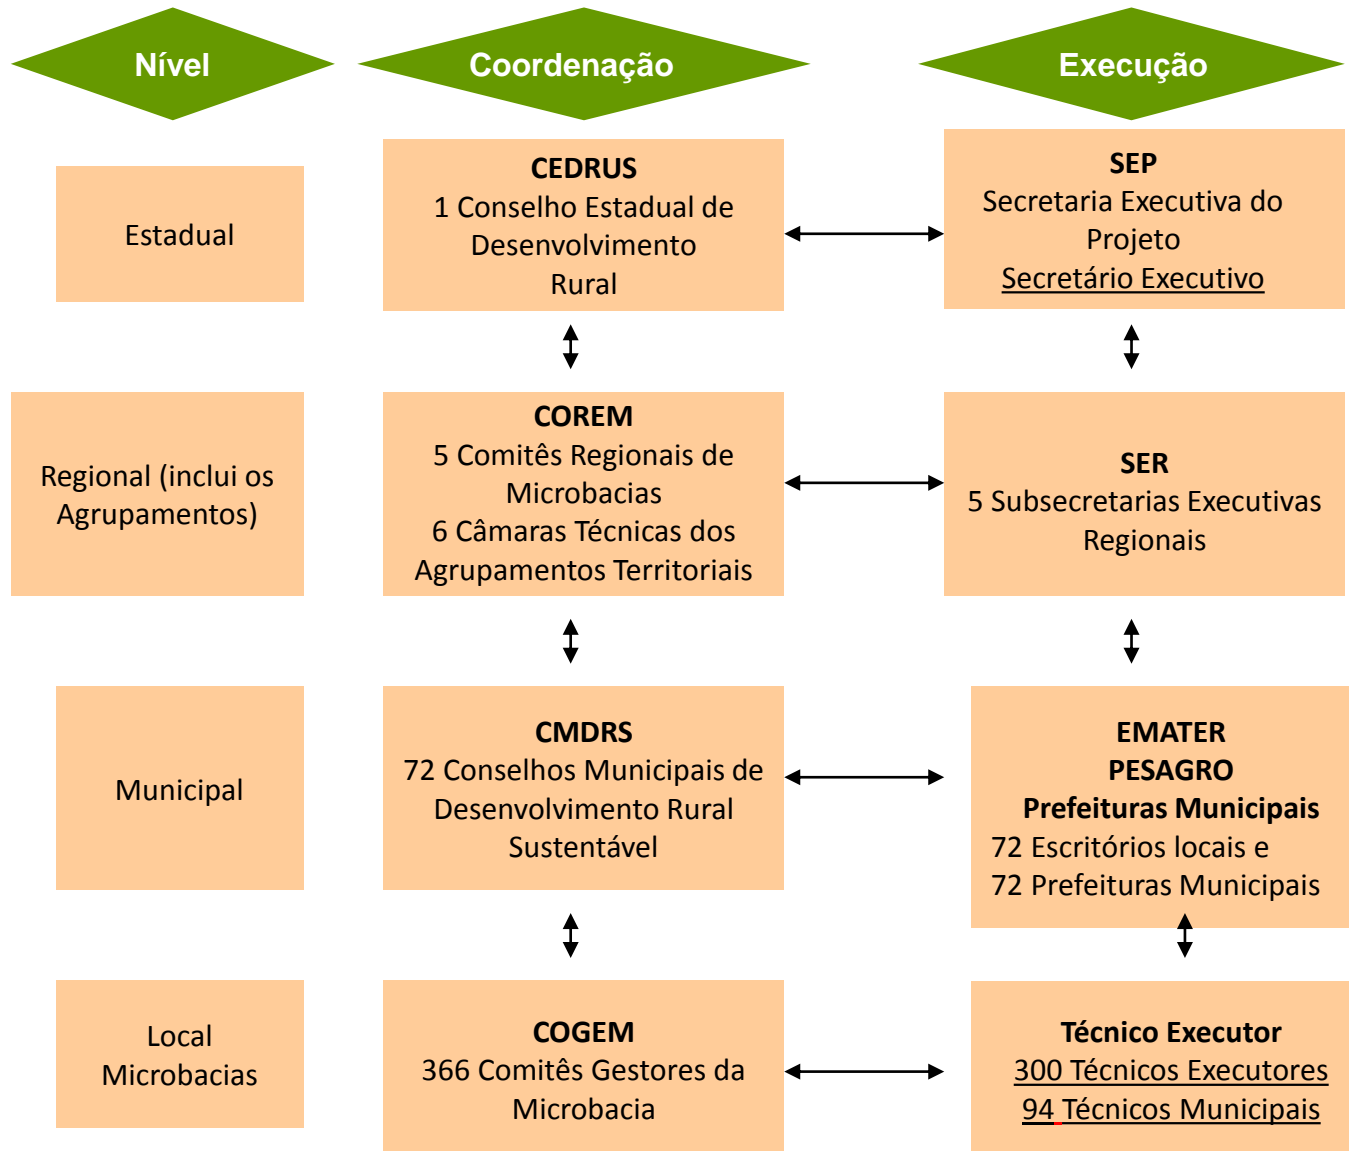 Nível
Coordenação
Execução
Estadual
CEDRUS
1 Conselho Estadual de
Desenvolvimento
Rural
SEP
Secretaria Executiva do
Projeto
Secretário Executivo
Regional (inclui os
Agrupamentos)
COREM
5 Comitês Regionais de
Microbacias
6 Câmaras Técnicas dos
Agrupamentos Territoriais
SER
5 Subsecretarias Executivas
Regionais
Municipal
CMDRS
72 Conselhos Municipais de
Desenvolvimento Rural
Sustentável
EMATER
PESAGRO
Prefeituras Municipais
72 Escritórios locais e
72 Prefeituras Municipais
Local
Microbacias
COGEM
366 Comitês Gestores da
Microbacia
Técnico Executor
300 Técnicos Executores
94 Técnicos Municipais